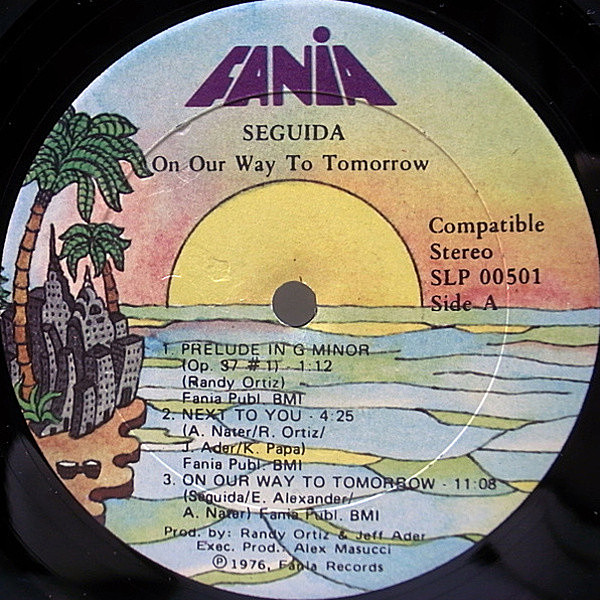 FANIA
SEGUIDA
On Our Way To Tomorrow
Compatible
Stereo
SLP 00501
Side A
1. PRELUDE IN G MINOR
(Op. 37 # 1) · 1:12
(Randy Ortiz)
Fania Publ. BMI
2. NEXT TO YOU · 4:25
(A. Nater/R. Ortiz/
J. Ader/K. Papa)
Fania Publ. BMI
3. ON OUR WAY TO TOMORROW · 11:08
(Seguida/E. Alexander/
A. Nater) Fania Publ. BMI
Prod. by: Randy Ortiz & Jeff Ader
Exec. Prod.: Alex Masucci
℗1976, Fania Records